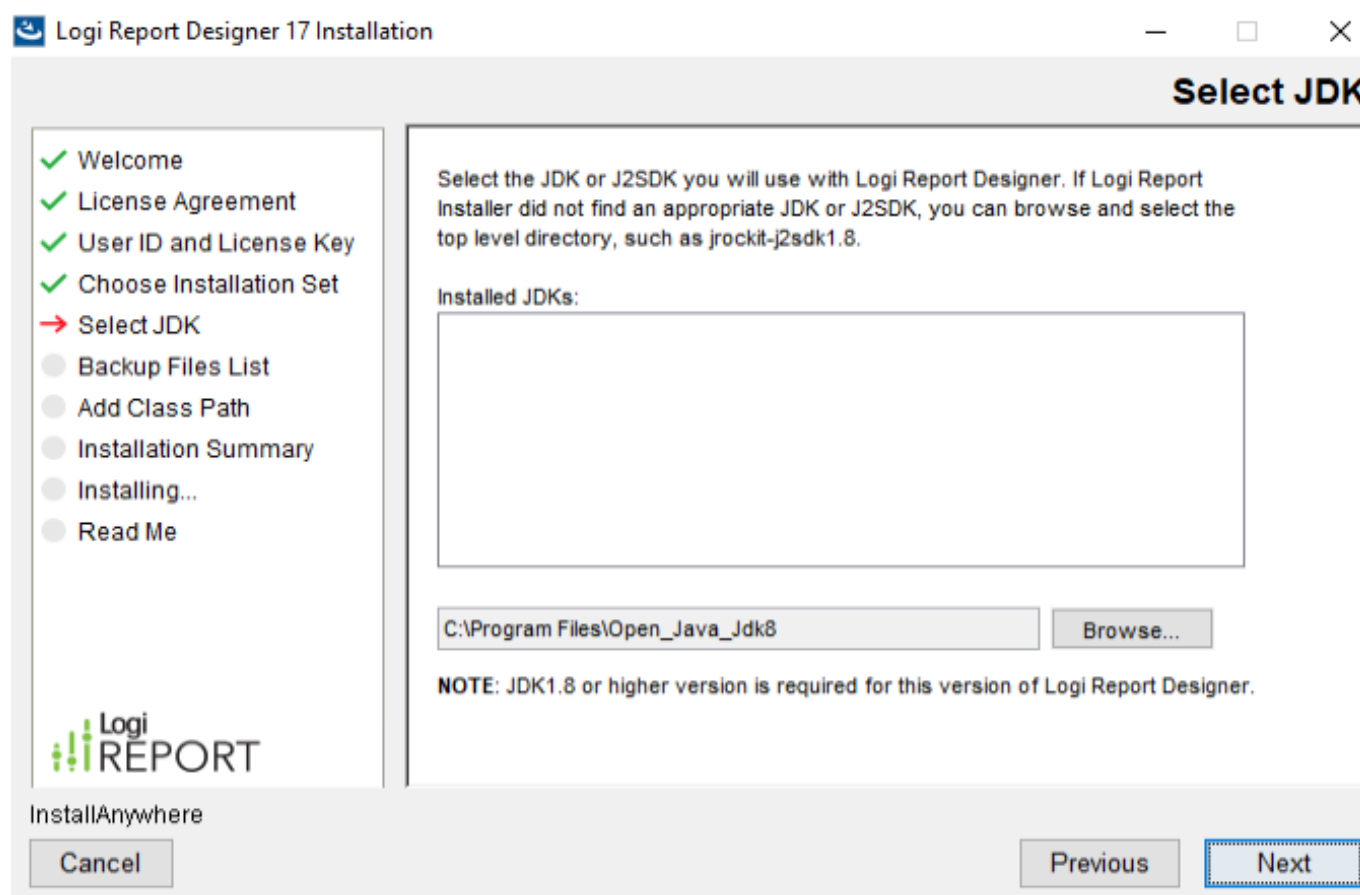 Logi Report Designer 17 Installation
Select JDK
Welcome
License Agreement
User ID and License Key
Choose Installation Set
Select JDK
Backup Files List
Add Class Path
Installation Summary
Installing...
Read Me
Logi
REPORT
Select the JDK or J2SDK you will use with Logi Report Designer. If Logi Report
Installer did not find an appropriate JDK or J2SDK, you can browse and select the
top level directory, such as jrockit-j2sdk1.8.
Installed JDKs:
C:\Program Files\Open_Java_Jdk8
Browse...
NOTE: JDK1.8 or higher version is required for this version of Logi Report Designer.
InstallAnywhere
Cancel
Previous
Next